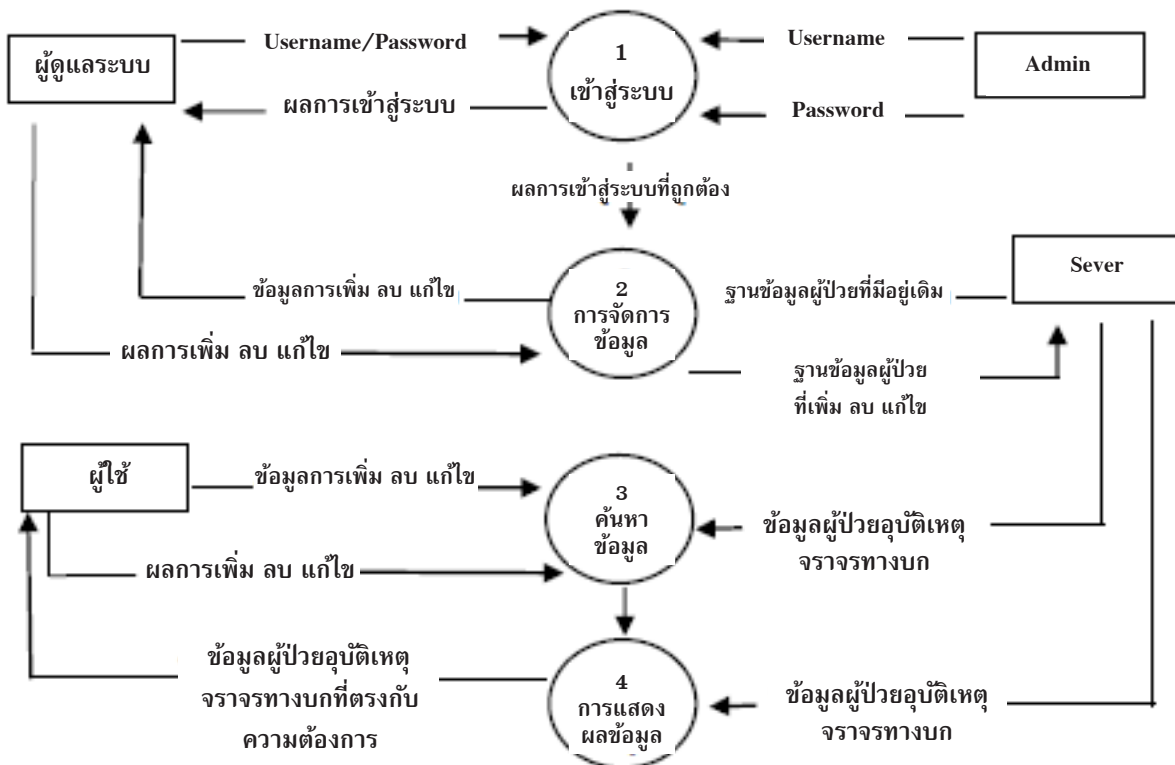 Username/Password
1
เข้าสู่ระบบ
Username
ผู้ดูแลระบบ
Admin
ผลการเข้าสู่ระบบ
Password
ผลการเข้าสู่ระบบที่ถูกต้อง
ข้อมูลการเพิ่ม ลบ แก้ไข
2
การจัดการ
ข้อมูล
ฐานข้อมูลผู้ป่วยที่มีอยู่เดิม
Sever
ผลการเพิ่ม ลบ แก้ไข
ฐานข้อมูลผู้ป่วย
ที่เพิ่ม ลบ แก้ไข
ผู้ใช้
ข้อมูลการเพิ่ม ลบ แก้ไข
3
ค้นหา
ข้อมูล
ข้อมูลผู้ป่วยอุบัติเหตุ
จราจรทางบก
ผลการเพิ่ม ลบ แก้ไข
ข้อมูลผู้ป่วยอุบัติเหตุ
จราจรทางบกที่ตรงกับ
ความต้องการ
4
การแสดง
ผลข้อมูล
ข้อมูลผู้ป่วยอุบัติเหตุ
จราจรทางบก